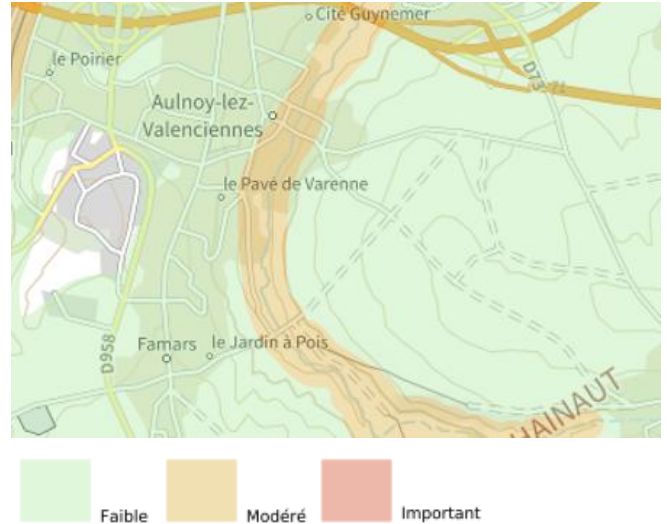 Cité Guynemer
le Poirier
D73
Aulnoy-lez-
Valenciennes
le Pavé de Varenne
D958
Famars
le Jardin à Pois
HAINAUT
Faible
Modéré
Important